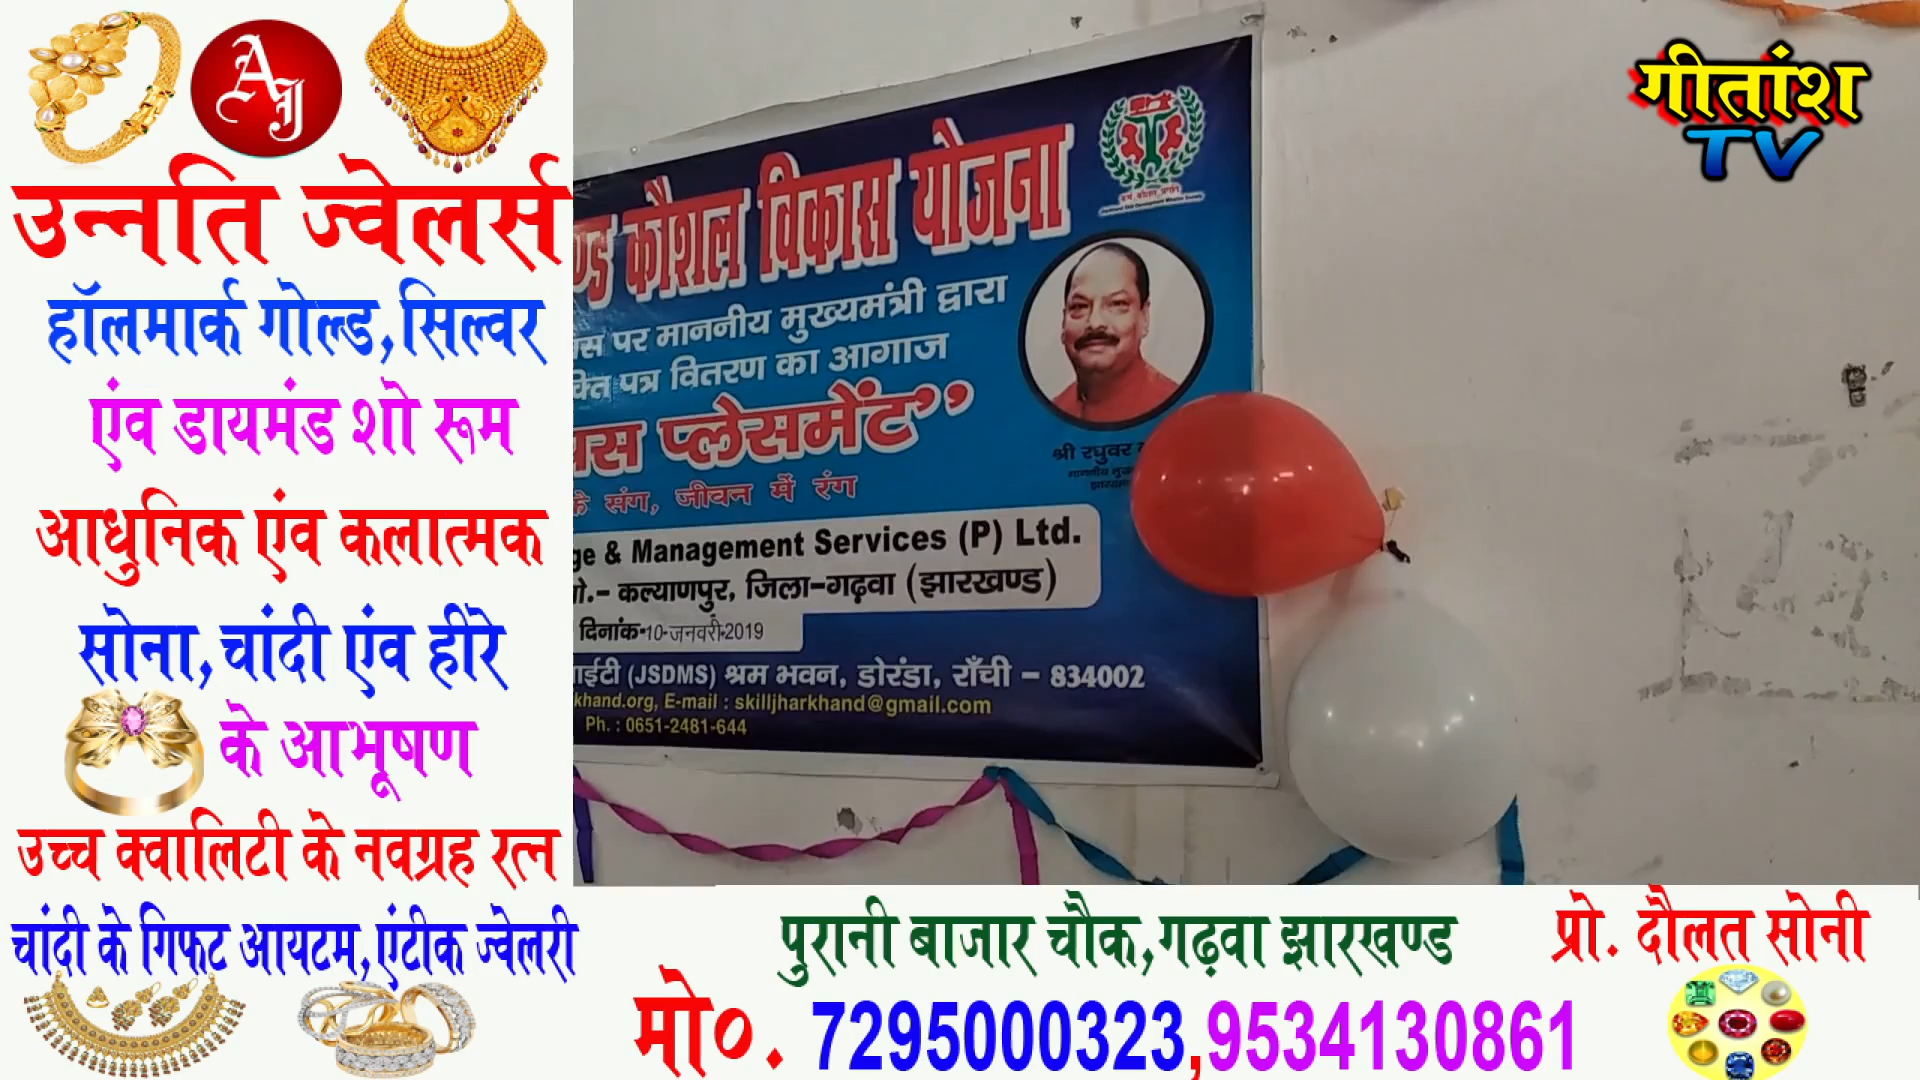 AJ
उन्नति ज्वेलर्स
हॉलमार्क गोल्ड,सिल्वर
एंव डायमंड शो रूम
आधुनिक एंव कलात्मक
सोना,चांदी एंव हीरे
के आभूषण
उच्च क्वालिटी के नवग्रह रत्न
चांदी के गिफ्ट आयटम,एंटीक ज्वेलरी
गीतांश
TV
कौशल विकास योजना
पर माननीय मुख्यमंत्री द्वारा
पत्र वितरण का आगाज
प्लेसमेंट”
के संग, जीवन में रंग
श्री रघुवर
& Management Services (P) Ltd.
कल्याणपुर, जिला-गढ़वा (झारखण्ड)
दिनांक-10-जनवरी-2019
(JSDMS) श्रम भवन, डोरंडा, राँची - 834002
khand.org, E-mail : skilljharkhand@gmail.com
Ph. : 0651-2481-644
पुरानी बाजार चौक,गढ़वा झारखण्ड
प्रो. दौलत सोनी
मो०. 7295000323,9534130861